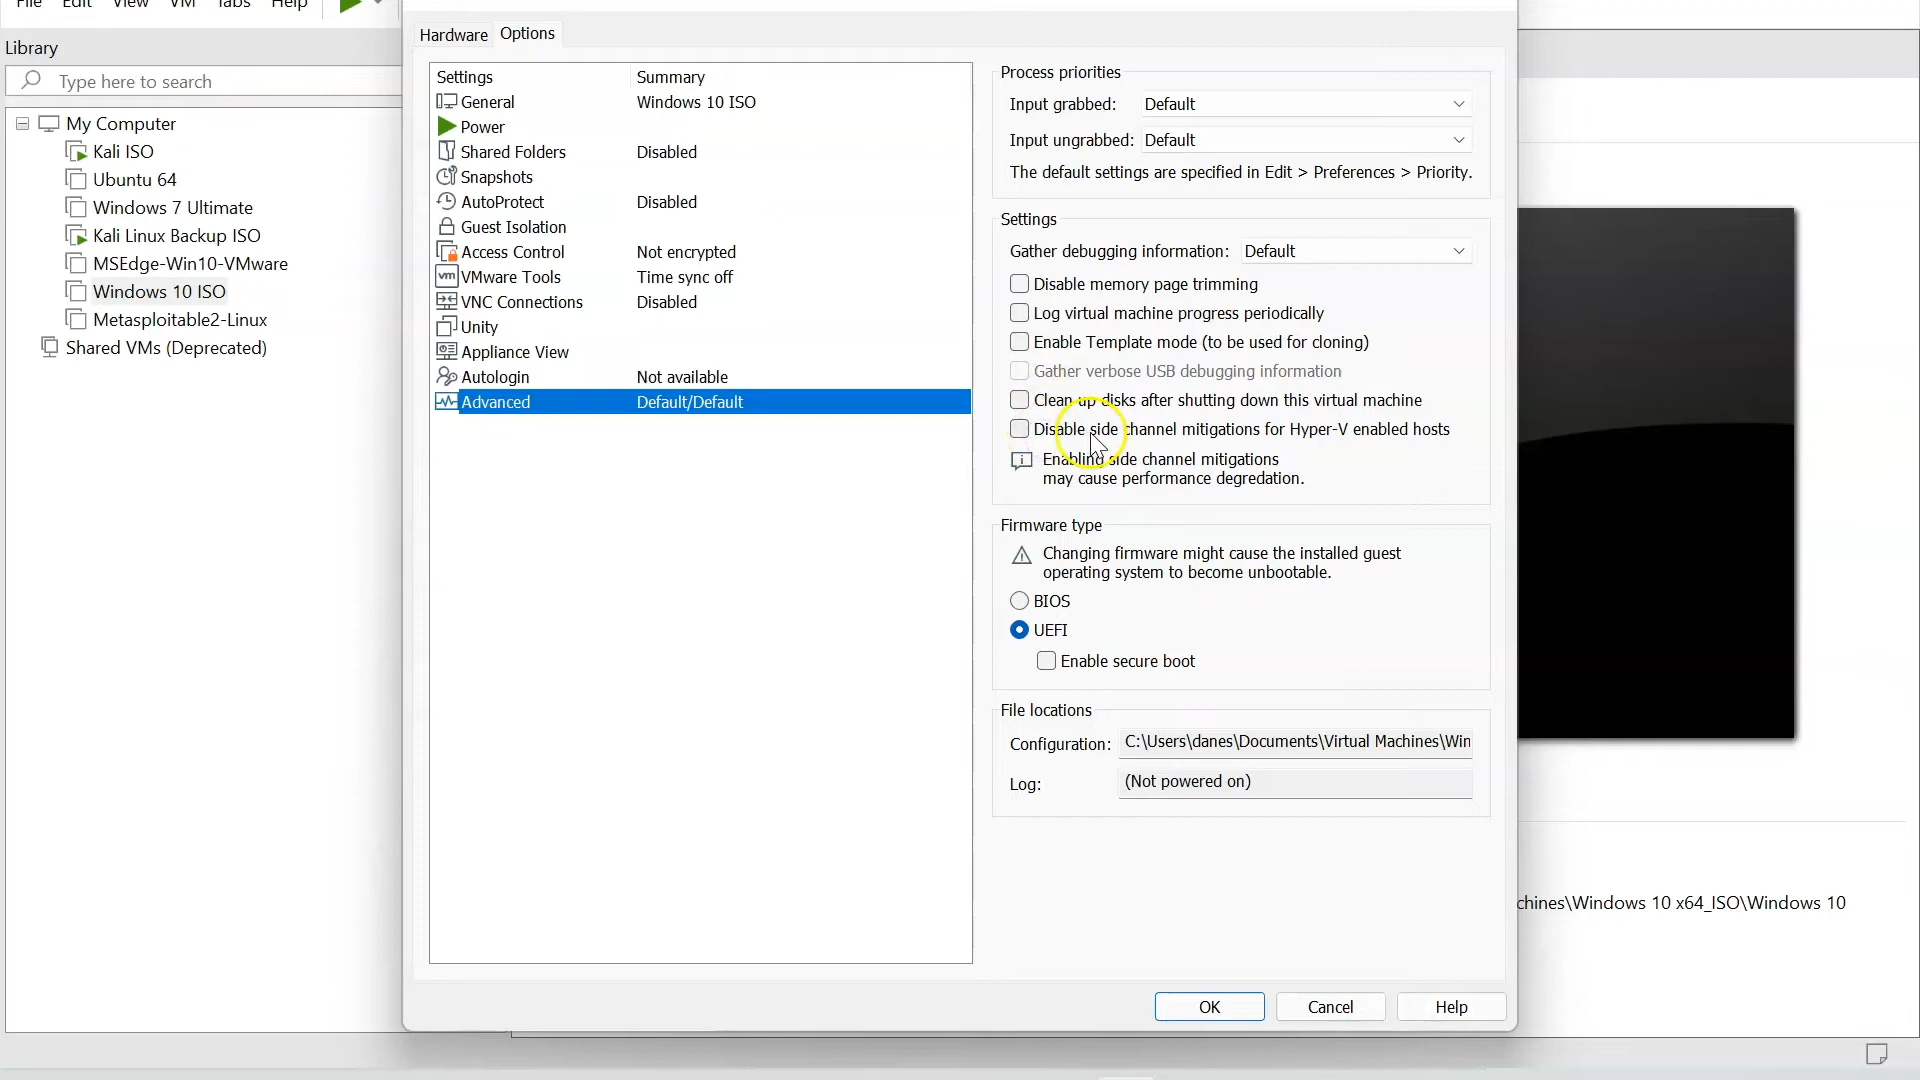 File Edit View VM Tabs Help
Library
Type here to search
My Computer
Kali ISO
Ubuntu 64
Windows 7 Ultimate
Kali Linux Backup ISO
MSEdge-Win10-VMware
Windows 10 ISO
Metasploitable2-Linux
Shared VMs (Deprecated)
Hardware Options
Settings Summary
General Windows 10 ISO
Power
Shared Folders Disabled
Snapshots
AutoProtect Disabled
Guest Isolation
Access Control Not encrypted
vm VMware Tools Time sync off
VNC Connections Disabled
Unity
Appliance View
Autologin Not available
Advanced Default/Default
Process priorities
Input grabbed: Default
Input ungrabbed: Default
The default settings are specified in Edit > Preferences > Priority.
Settings
Gather debugging information: Default
Disable memory page trimming
Log virtual machine progress periodically
Enable Template mode (to be used for cloning)
Gather verbose USB debugging information
Clean up disks after shutting down this virtual machine
Disable side channel mitigations for Hyper-V enabled hosts
Enabling side channel mitigations
may cause performance degredation.
Firmware type
Changing firmware might cause the installed guest
operating system to become unbootable.
BIOS
UEFI
Enable secure boot
File locations
Configuration: C:\Users\danes\Documents\Virtual Machines\Win
Log: (Not powered on)
OK Cancel Help
chines\Windows 10 x64_ISO\Windows 10